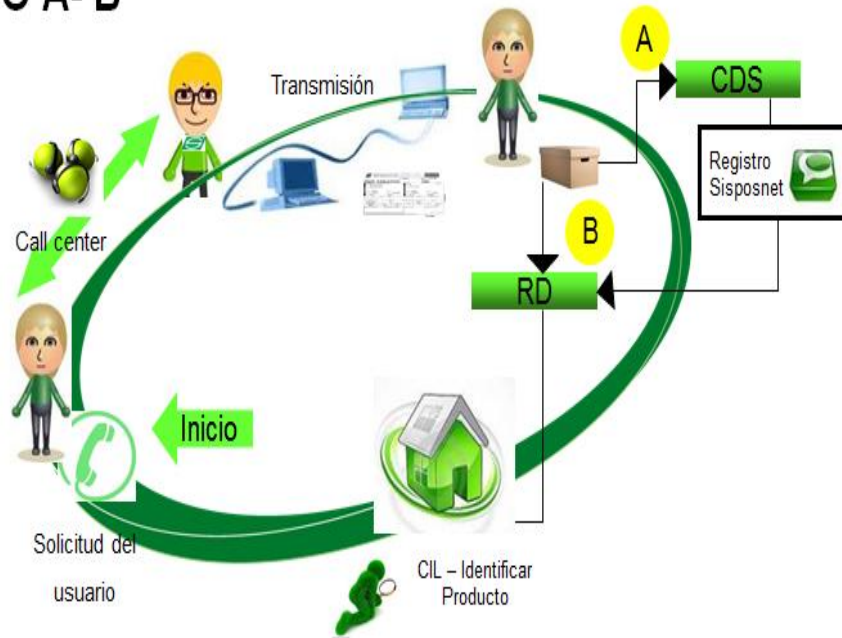 A- B
Transmisión
A
CDS
Registro
Sisposnet
Call center
B
RD
Inicio
Solicitud del
usuario
CIL – Identificar
Producto